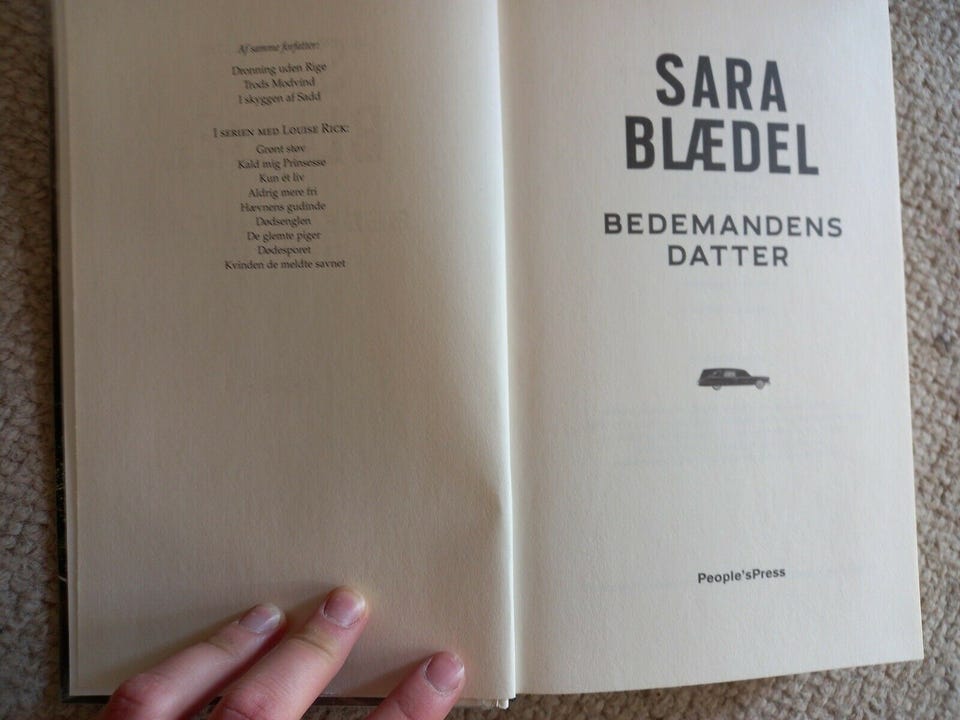 Af samme forfatter:
Dronning uden Rige
Trods Modvind
I skyggen af Sadd
I SERIEN MED LOUISE RICK:
Grønt støv
Kald mig Prinsesse
Kun ét liv
Aldrig mere fri
Hævnens gudinde
Dødsenglen
De glemte piger
Dødesporet
Kvinden de meldte savnet
SARA
BLÆDEL
BEDEMANDENS
DATTER
People'sPress